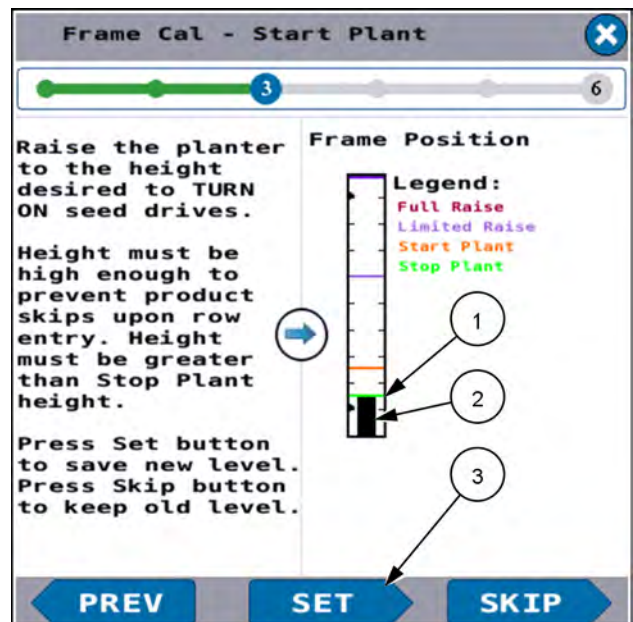 Frame Cal - Start Plant
3
6
Raise the planter
to the height
desired to TURN
ON seed drives.
Height must be
high enough to
prevent product
skips upon row
entry. Height
must be greater
than Stop Plant
height.
Press Set button
to save new level.
Press Skip button
to keep old level.
Frame Position
Legend:
Full Raise
Limited Raise
Start Plant
Stop Plant
1
2
3
PREV
SET
SKIP